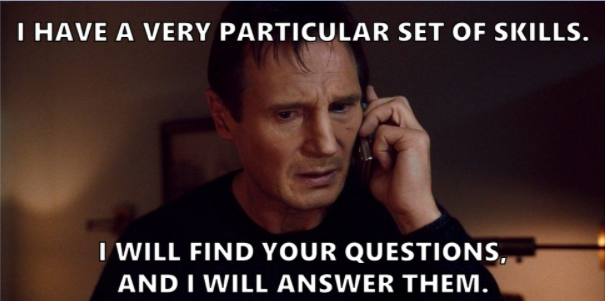 I HAVE A VERY PARTICULAR SET OF SKILLS.
I WILL FIND YOUR QUESTIONS,
AND I WILL ANSWER THEM.